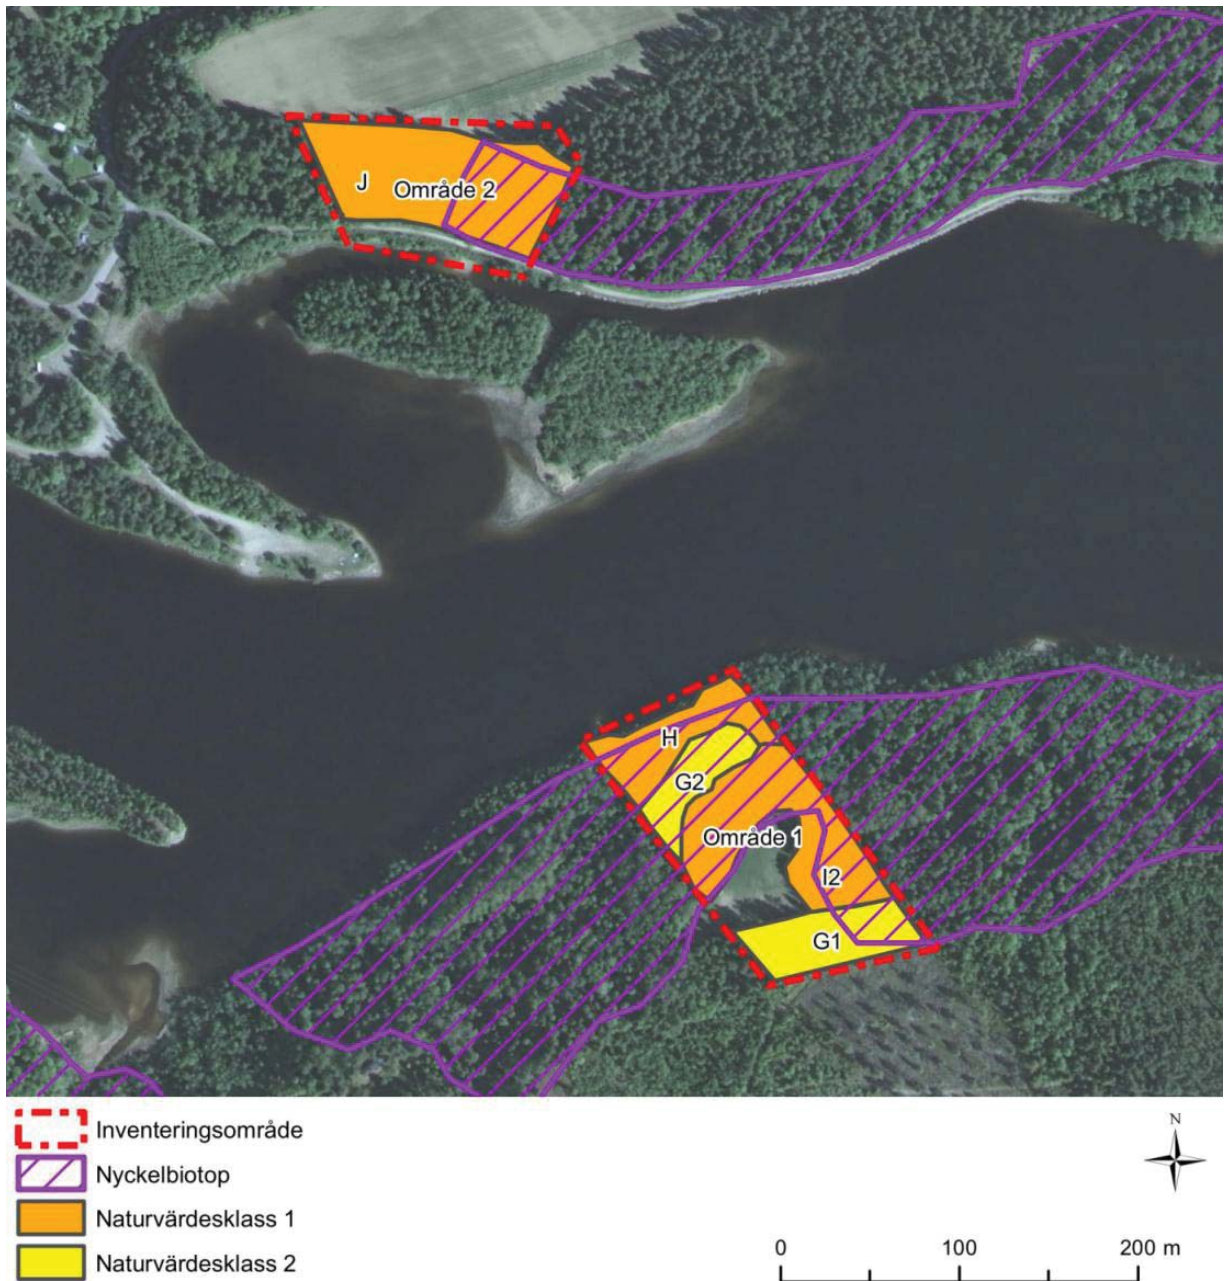 J
Område 2
H
G2
Område 1
I2
G1
Inventeringsområde
Nyckelbiotop
Naturvärdesklass 1
Naturvärdesklass 2
N
0 100 200 m